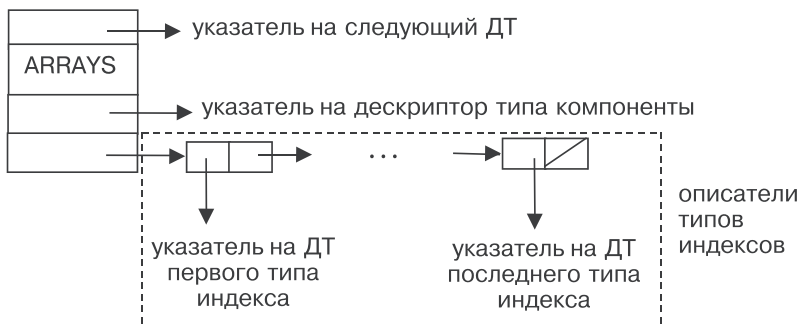 указатель на следующий ДТ
ARRAYS
указатель на дескриптор типа компоненты
...
указатель на ДТ
первого типа
индекса
указатель на ДТ
последнего типа
индекса
описатели
типов
индексов